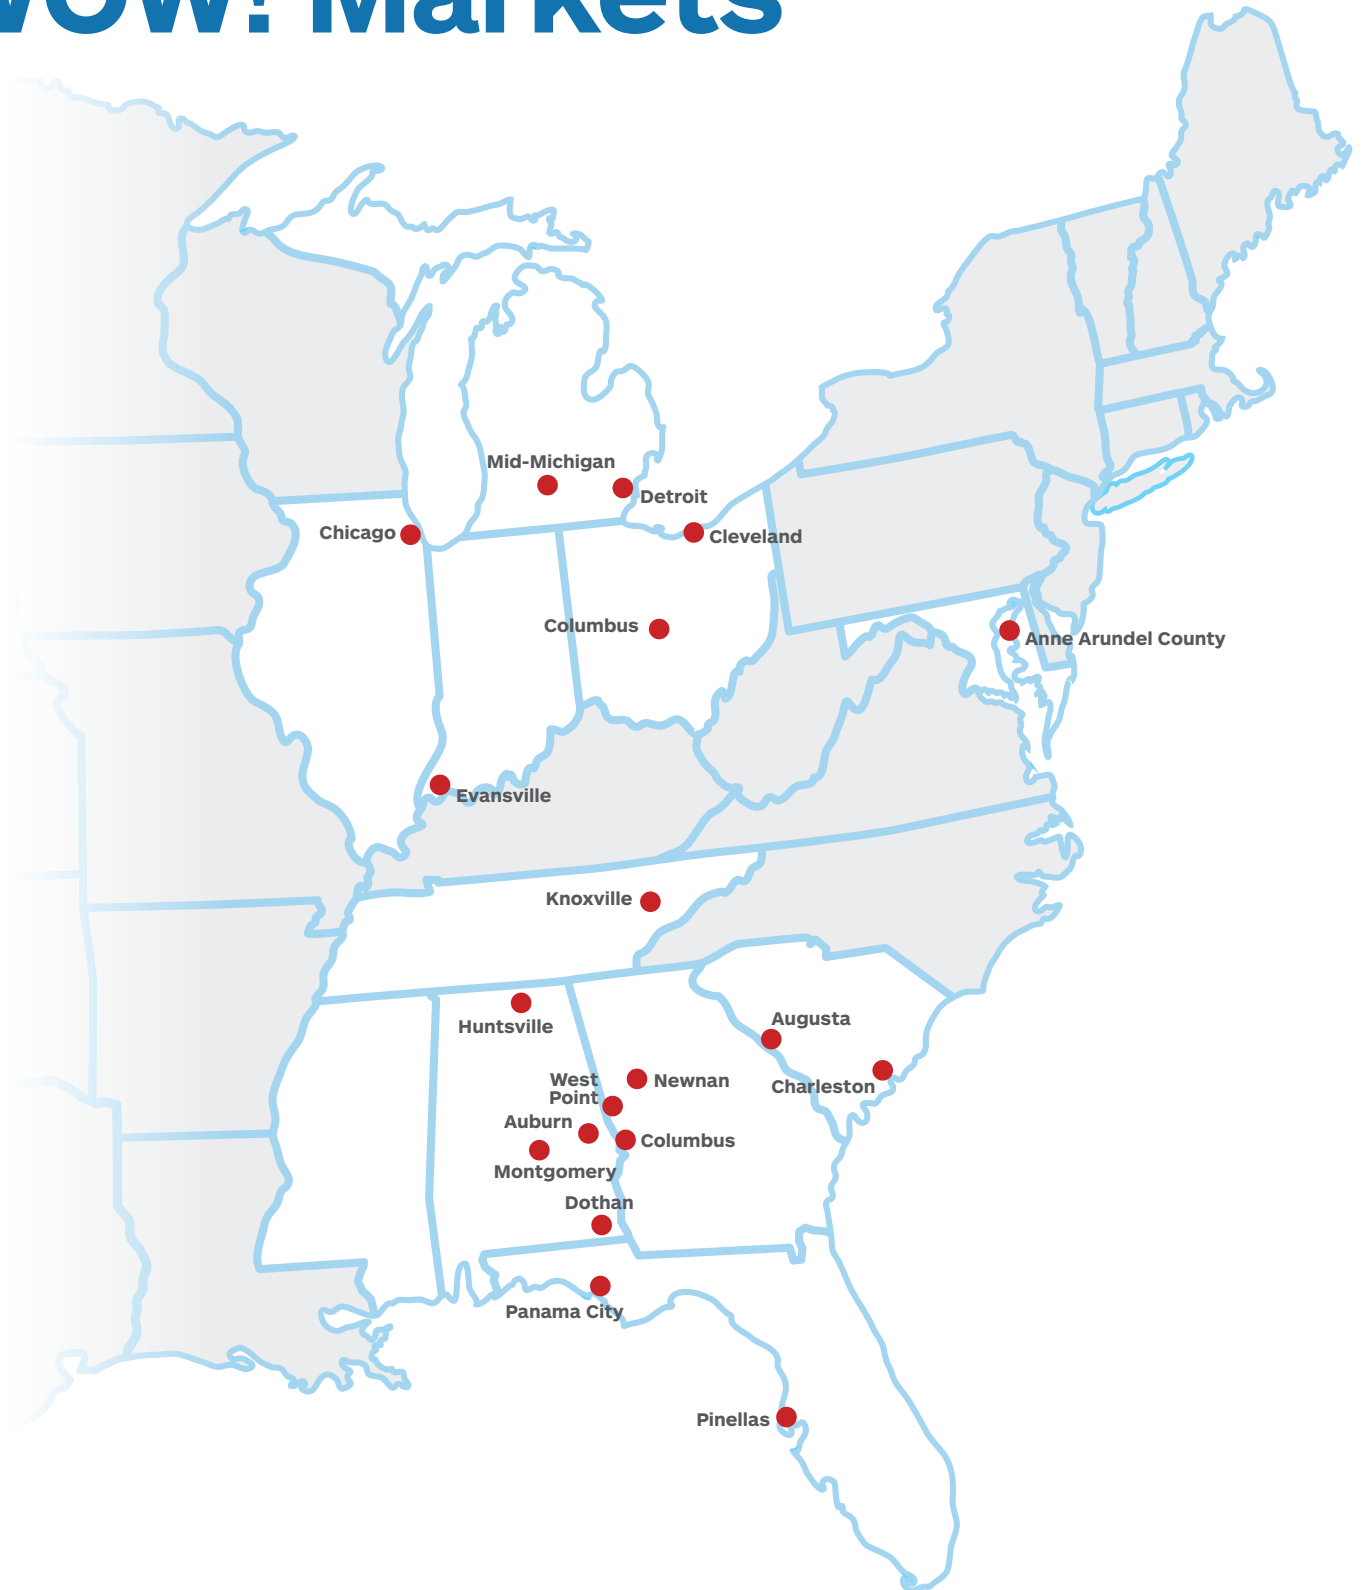 WOW! Markets
Mid-Michigan
Detroit
Chicago
Cleveland
Columbus
Anne Arundel County
Evansville
Knoxville
Huntsville
Augusta
West
Point
Newnan
Charleston
Auburn
Columbus
Montgomery
Dothan
Panama City
Pinellas